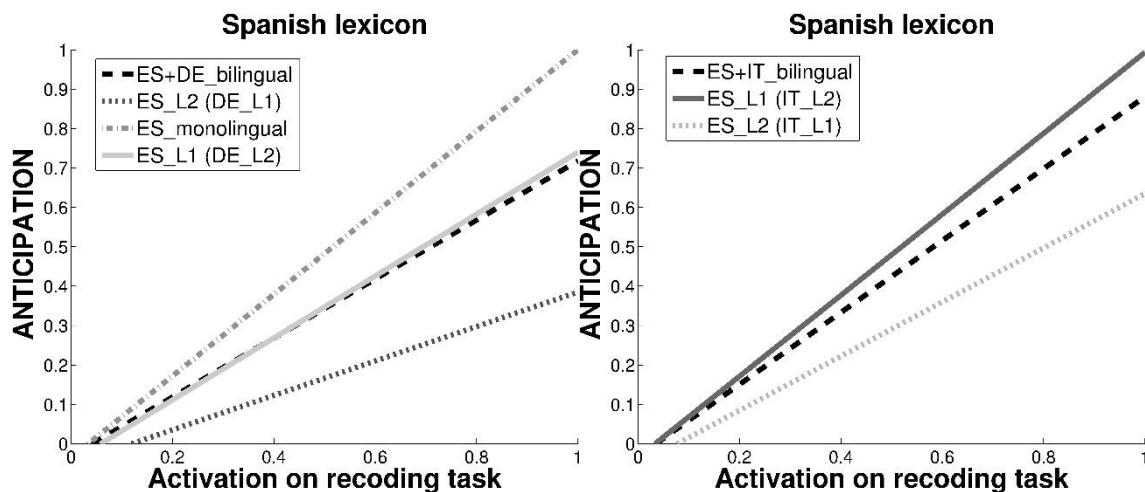 Spanish lexicon
ES+DE_bilingual
ES_L2 (DE_L1)
ES_monolingual
ES_L1 (DE_L2)
ANTICIPATION
1
0.9
0.8
0.7
0.6
0.5
0.4
0.3
0.2
0.1
0
0 0.2 0.4 0.6 0.8 1
Activation on recoding task
Spanish lexicon
ES+IT_bilingual
ES_L1 (IT_L2)
ES_L2 (IT_L1)
ANTICIPATION
1
0.9
0.8
0.7
0.6
0.5
0.4
0.3
0.2
0.1
0
0 0.2 0.4 0.6 0.8 1
Activation on recoding task